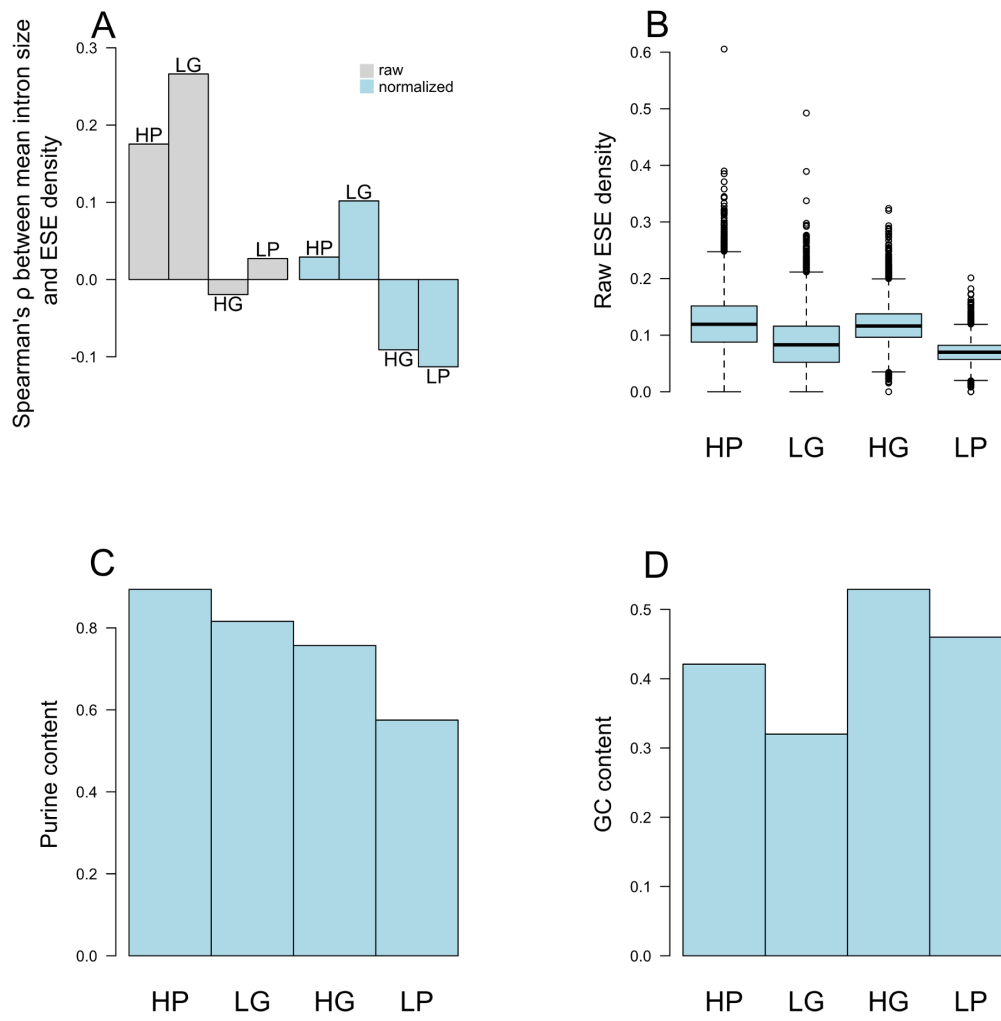 A
Spearman's ρ between mean intron size
and ESE density
0.3
0.2
0.1
0.0
-0.1
HP
LG
HG
LP
HP
LG
HG
LP
raw
normalized
B
Raw ESE density
0.6
0.5
0.4
0.3
0.2
0.1
0.0
HP LG HG LP
C
Purine content
0.8
0.6
0.4
0.2
0.0
HP LG HG LP
D
GC content
0.5
0.4
0.3
0.2
0.1
0.0
HP LG HG LP